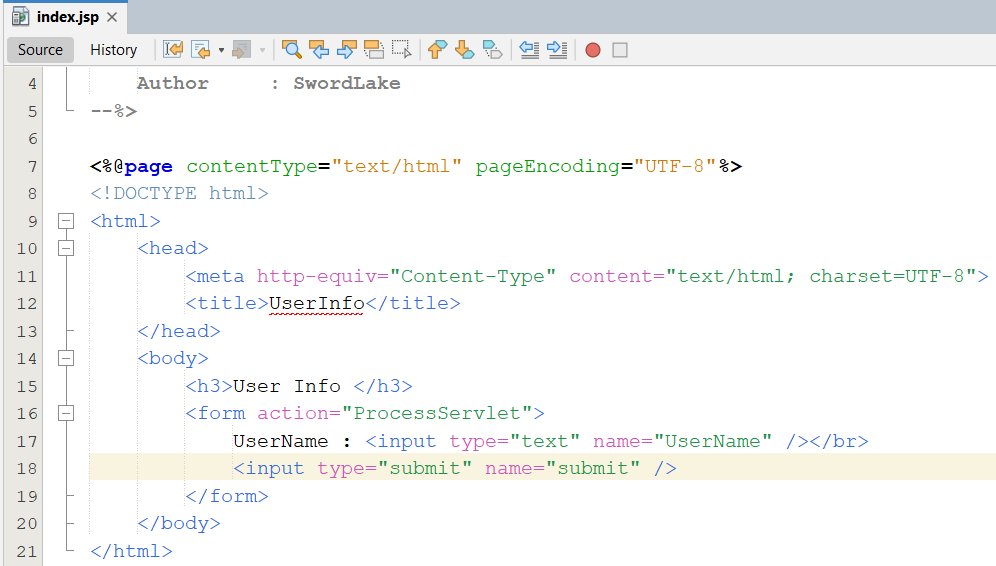 index.jsp
Source History
4     Author     : SwordLake
5 --%>
6
7 <%@page contentType="text/html" pageEncoding="UTF-8"%>
8 <!DOCTYPE html>
9 <html>
10     <head>
11         <meta http-equiv="Content-Type" content="text/html; charset=UTF-8">
12         <title>UserInfo</title>
13     </head>
14     <body>
15         <h3>User Info </h3>
16         <form action="ProcessServlet">
17             UserName : <input type="text" name="UserName" /></br>
18             <input type="submit" name="submit" />
19         </form>
20     </body>
21 </html>